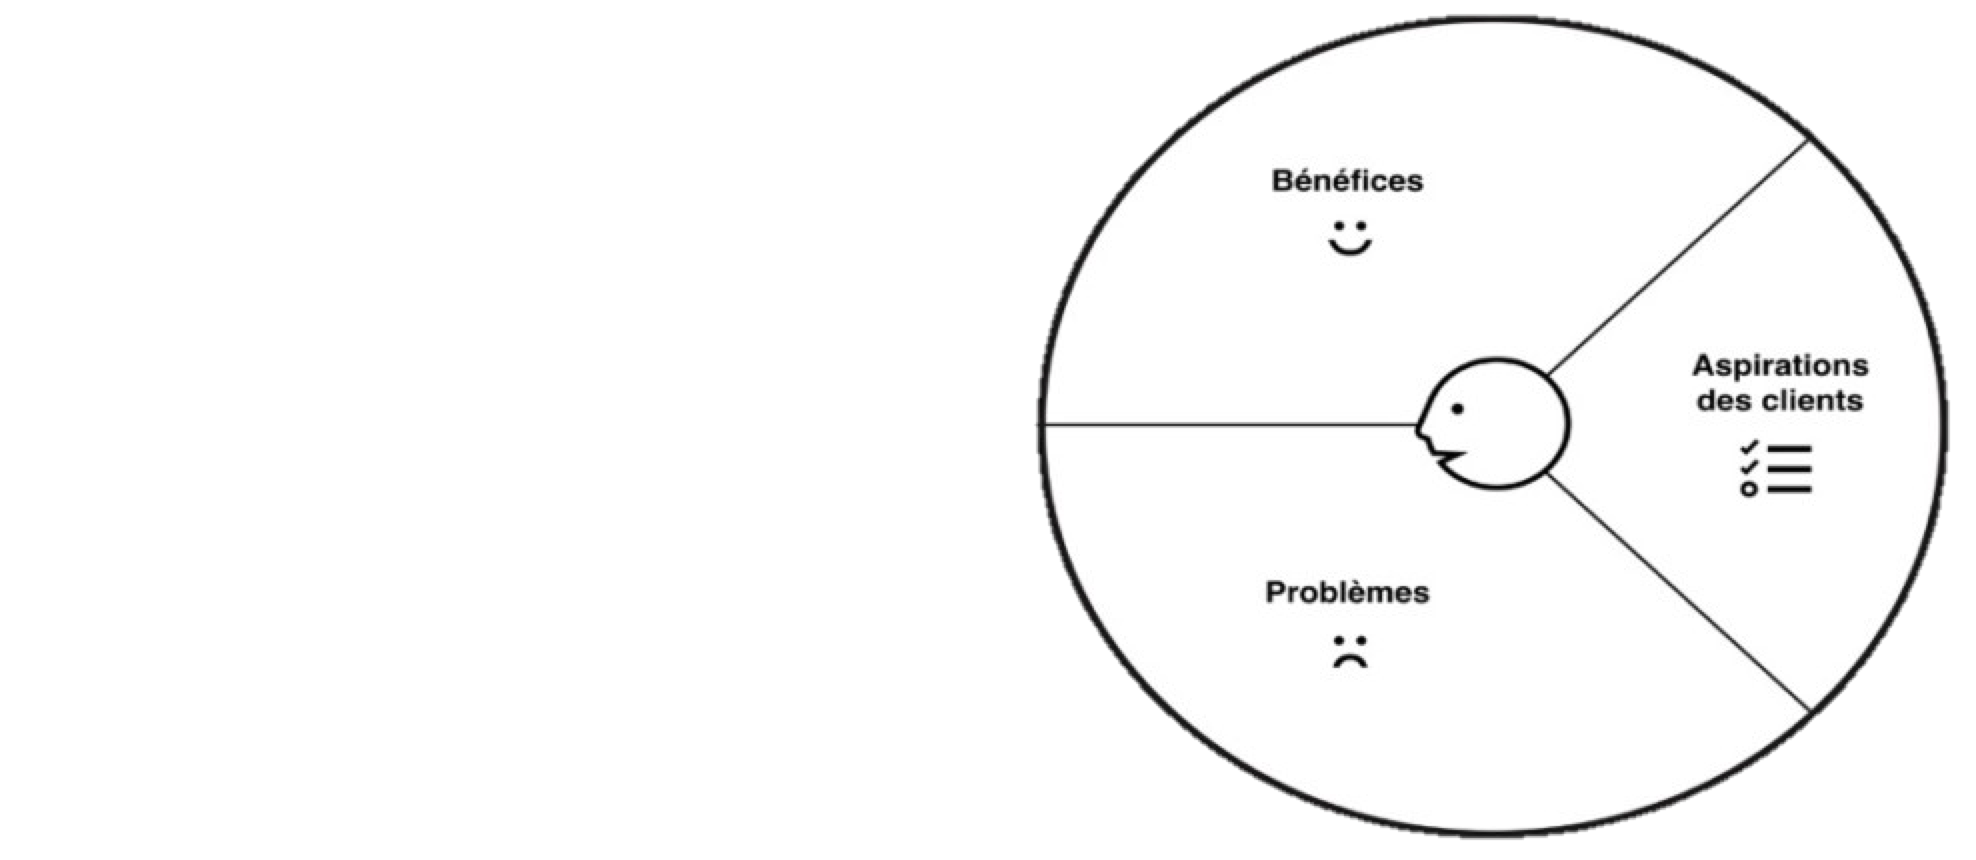 Bénéfices
Aspirations
des clients
Problèmes